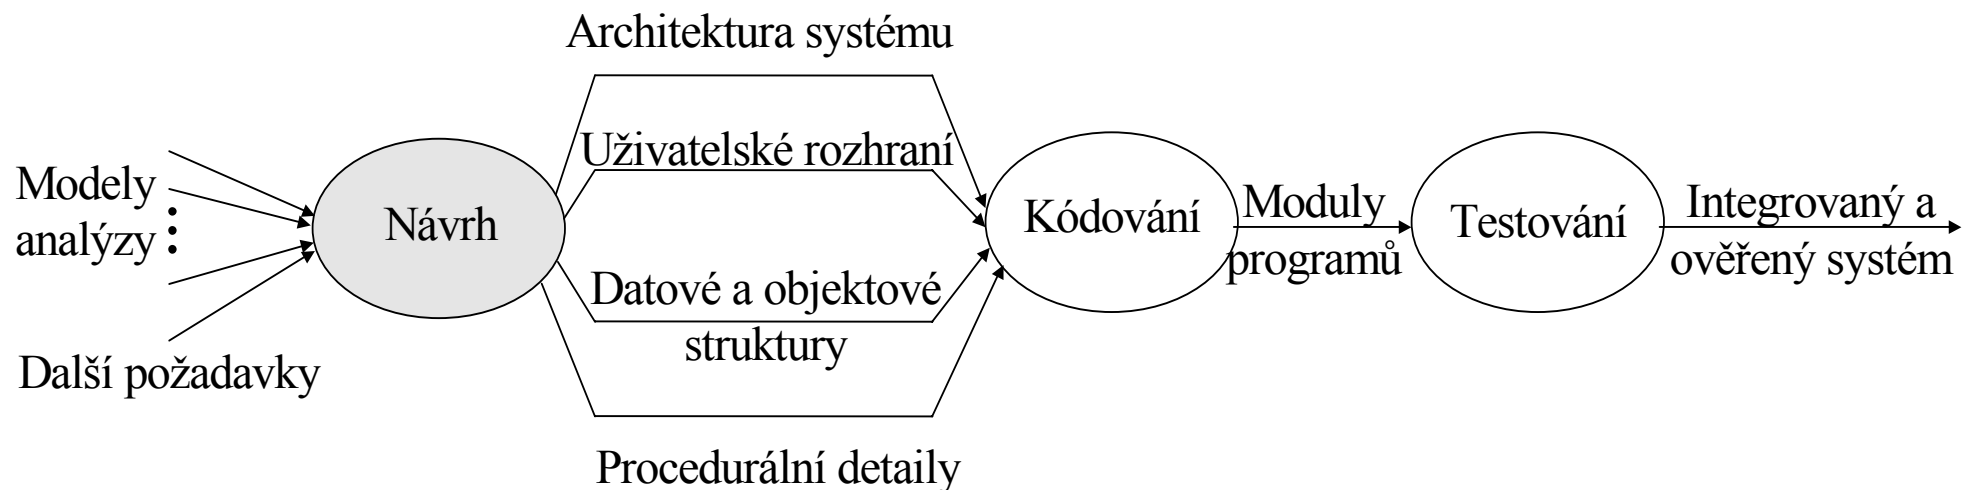 Architektura systému
Uživatelské rozhraní
Modely
analýzy
Návrh
Kódování
Moduly
programů
Testování
Integrovaný a
ověřený systém
Datové a objektové
struktury
Další požadavky
Procedurální detaily